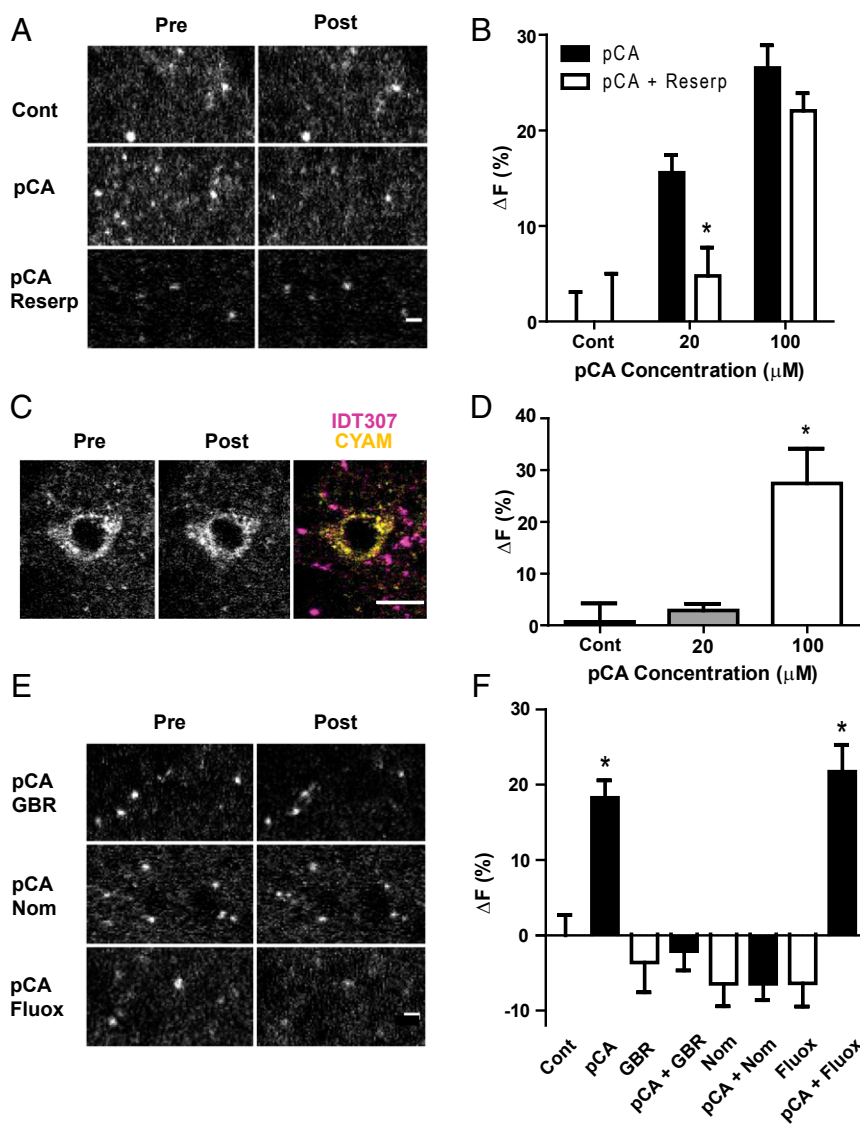 A
Pre Post
Cont
pCA
pCA
Reserp
B
30
20
10
0
ΔF (%)
pCA
pCA + Reserp
*
Cont 20 100
pCA Concentration (μM)
C
Pre Post
IDT307
CYAM
D
40
30
20
10
0
ΔF (%)
*
Cont 20 100
pCA Concentration (μM)
E
Pre Post
pCA
GBR
pCA
Nom
pCA
Fluox
F
30
20
10
0
-10
ΔF (%)
* *
Cont pCA GBR pCA + GBR Nom pCA + Nom Fluox pCA + Fluox